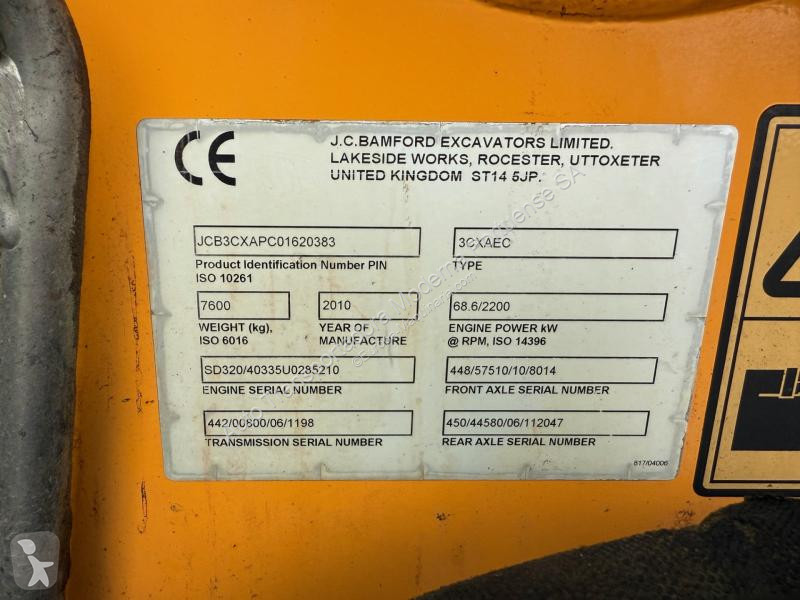 CE
J.C.BAMFORD EXCAVATORS LIMITED.
LAKESIDE WORKS, ROCESTER, UTTOXETER
UNITED KINGDOM ST14 5JP.
JCB3CXAPC01620383
Product Identification Number PIN
ISO 10261
3CXAEC
TYPE
7600
WEIGHT (kg),
ISO 6016
2010
YEAR OF
MANUFACTURE
68.6/2200
ENGINE POWER kW
@ RPM, ISO 14396
SD320/40335U0285210
ENGINE SERIAL NUMBER
448/57510/10/8014
FRONT AXLE SERIAL NUMBER
442/00800/06/1198
TRANSMISSION SERIAL NUMBER
450/44580/06/112047
REAR AXLE SERIAL NUMBER
817/04006